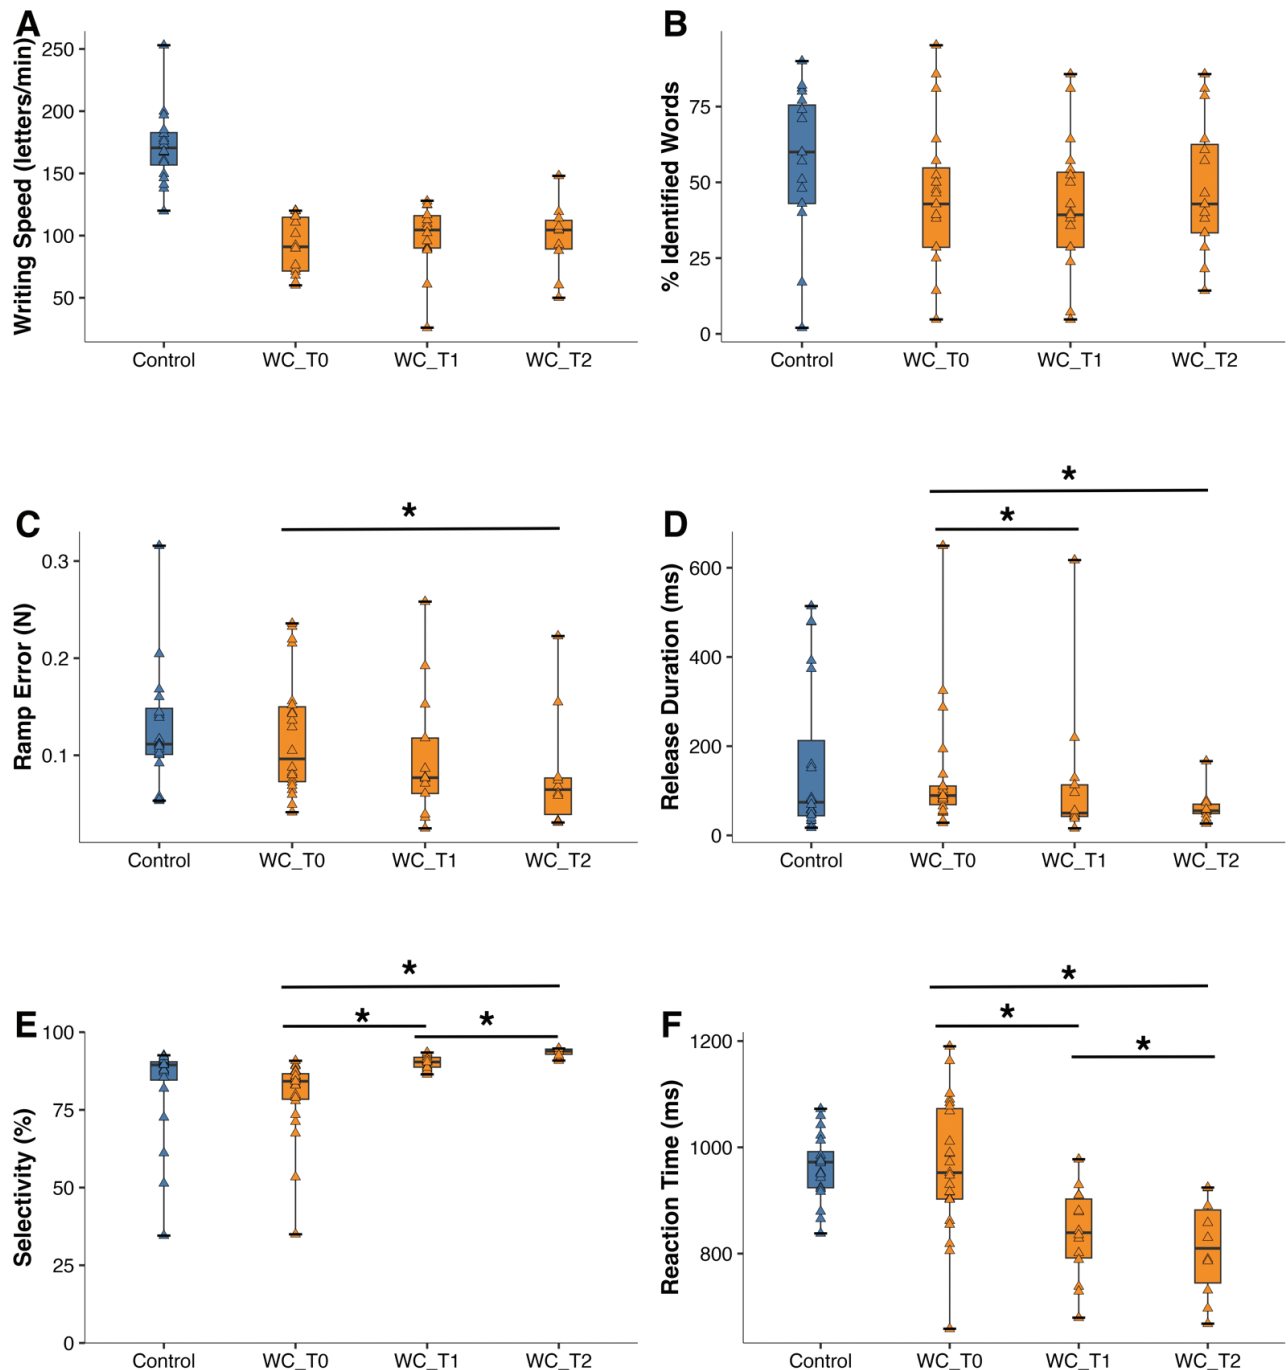 A
Writing Speed (letters/min)
250
200
150
100
50
Control WC_T0 WC_T1 WC_T2
B
% Identified Words
75
50
25
0
Control WC_T0 WC_T1 WC_T2
C
*
Ramp Error (N)
0.3
0.2
0.1
Control WC_T0 WC_T1 WC_T2
D
*
*
Release Duration (ms)
600
400
200
0
Control WC_T0 WC_T1 WC_T2
E
*
*
*
Selectivity (%)
100
75
50
25
0
Control WC_T0 WC_T1 WC_T2
F
*
*
*
Reaction Time (ms)
1200
1000
800
Control WC_T0 WC_T1 WC_T2